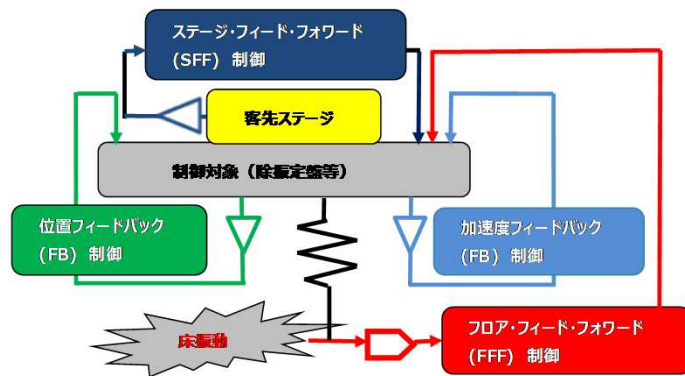 ステージ・フィード・フォワード
(SFF) 制御
客先ステージ
制御対象（除振定盤等）
位置フィードバック
(FB) 制御
加速度フィードバック
(FB) 制御
床振動
フロア・フィード・フォワード
(FFF) 制御